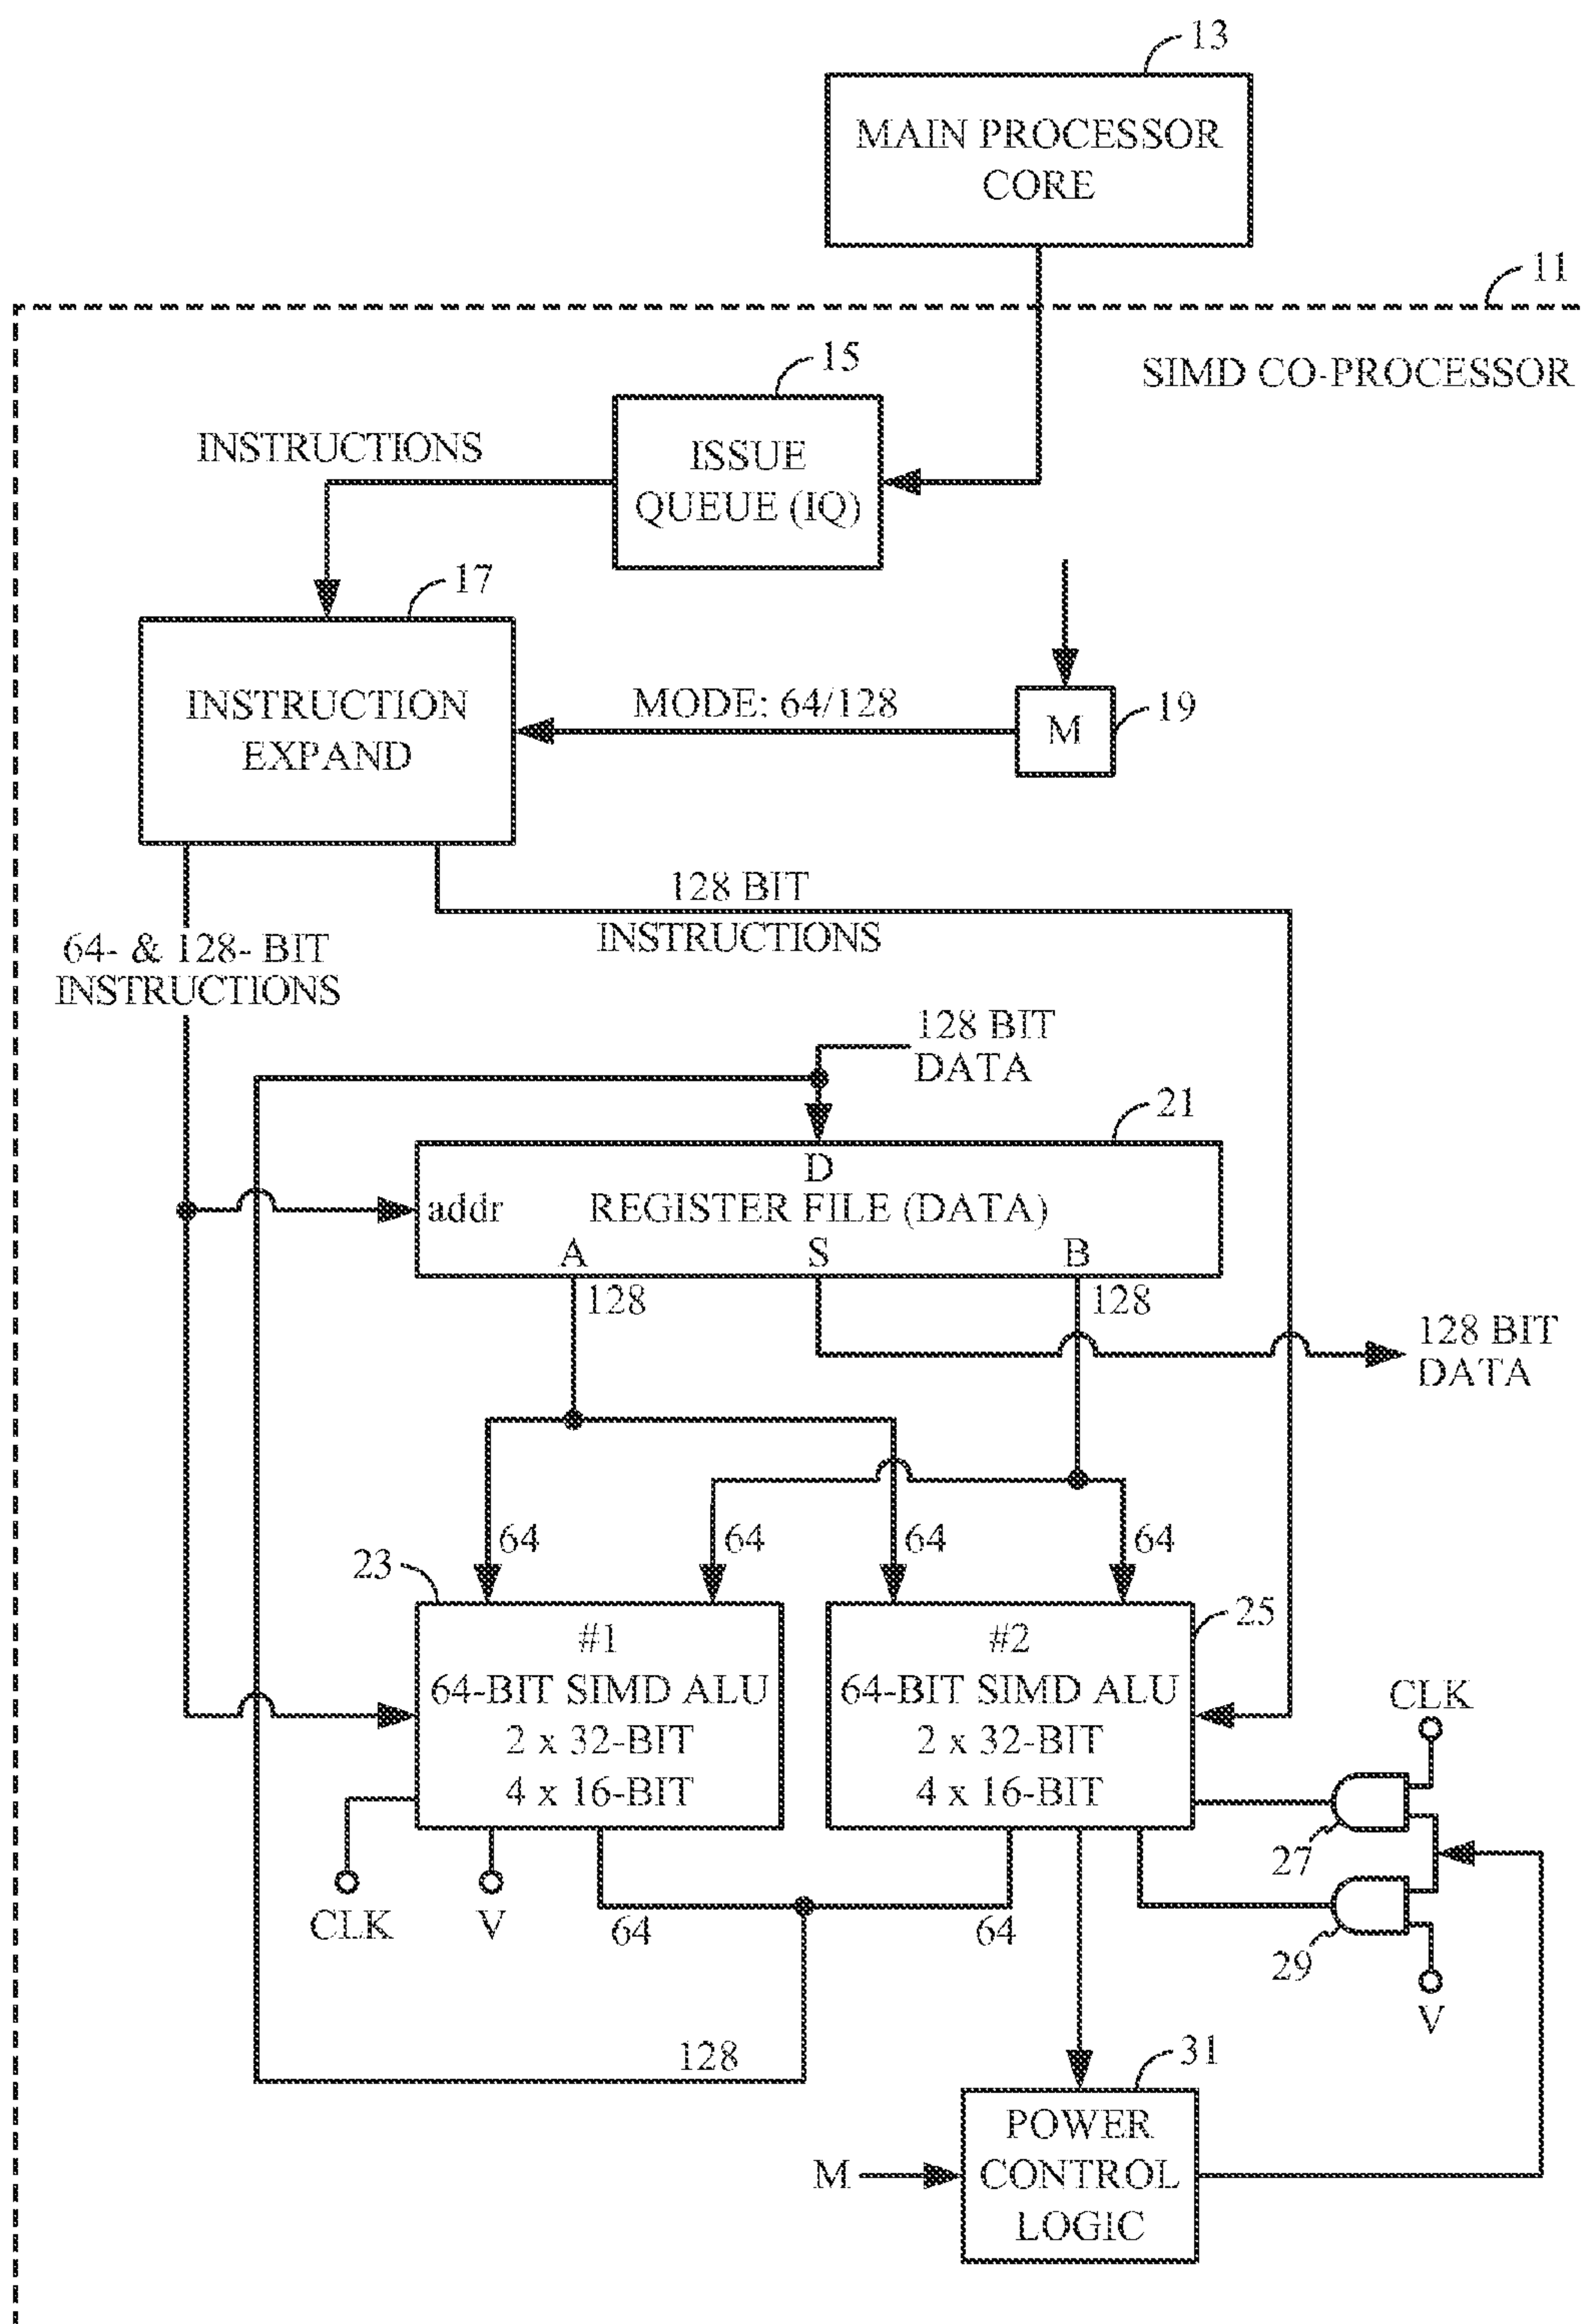 13
MAIN PROCESSOR
CORE
11
SIMD CO-PROCESSOR
15
ISSUE
QUEUE (IQ)
INSTRUCTIONS
17
INSTRUCTION
EXPAND
MODE: 64/128
M
19
128 BIT
INSTRUCTIONS
64- & 128- BIT
INSTRUCTIONS
128 BIT
DATA
21
D
addr REGISTER FILE (DATA)
A S B
128 128
128 BIT
DATA
64 64 64 64
23
#1
64-BIT SIMD ALU
2 x 32-BIT
4 x 16-BIT
25
#2
64-BIT SIMD ALU
2 x 32-BIT
4 x 16-BIT
CLK
27
29
V
CLK
V
64
64
128
31
M
POWER
CONTROL
LOGIC